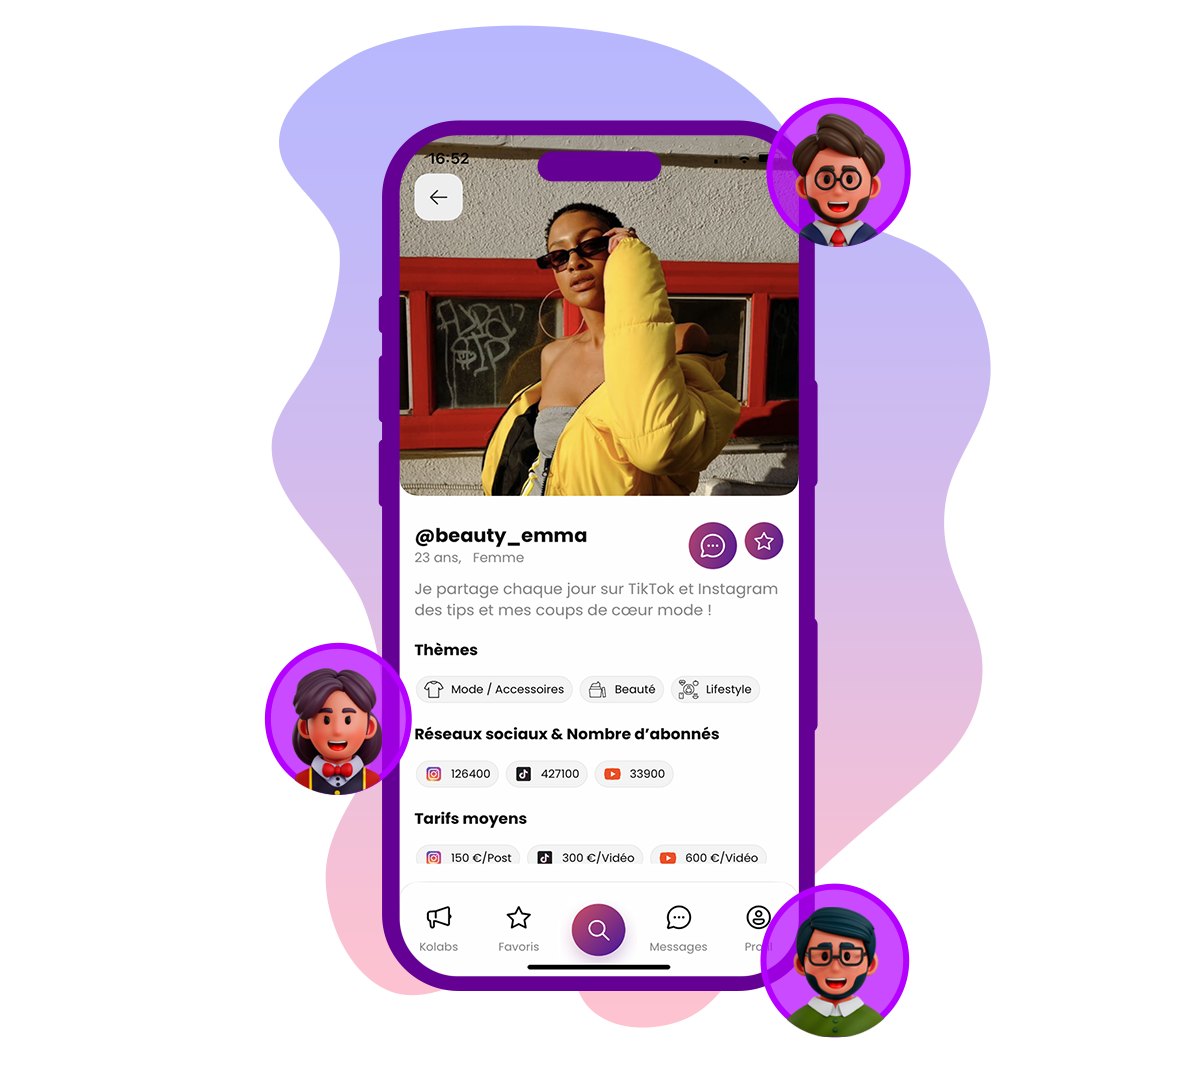 16:52
@beauty_emma
23 ans, Femme
Je partage chaque jour sur TikTok et Instagram
des tips et mes coups de cœur mode !
Thèmes
Mode / Accessoires Beauté Lifestyle
Réseaux sociaux & Nombre d’abonnés
126400 427100 33900
Tarifs moyens
150 €/Post 300 €/Vidéo 600 €/Vidéo
Kolabs Favoris Messages